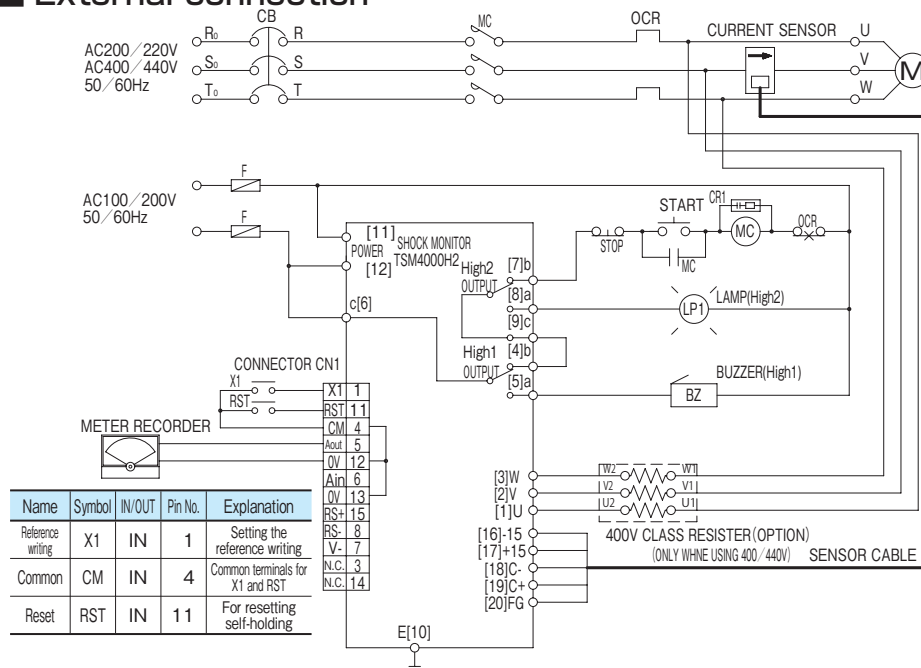 External connection
CB
MC
OCR
CURRENT SENSOR
AC200／220V
AC400／440V
50／60Hz
R₀ R
S₀ S
T₀ T
U
V
W
M
F
F
AC100／200V
50／60Hz
[11]
POWER
[12]
SHOCK MONITOR
TSM4000H2
c[6]
High2
OUTPUT
[7]b
[8]a
[9]c
High1
OUTPUT
[4]b
[5]a
STOP
START
MC
CR1
MC
OCR
LP1
LAMP(High2)
BUZZER(High1)
BZ
CONNECTOR CN1
X1
RST
METER RECORDER
X1 1
RST 11
CM 4
Aout 5
0V 12
Ain 6
0V 13
RS+ 15
RS- 8
V- 7
N.C. 3
N.C. 14
[3]W
[2]V
[1]U
W2 W1
V2 V1
U2 U1
400V CLASS RESISTER(OPTION)
(ONLY WHNE USING 400／440V)
SENSOR CABLE
[16]-15
[17]+15
[18]C-
[19]C+
[20]FG
E[10]
Name Symbol IN/OUT Pin No. Explanation
Reference writing X1 IN 1 Setting the reference writing
Common CM IN 4 Common terminals for X1 and RST
Reset RST IN 11 For resetting self-holding